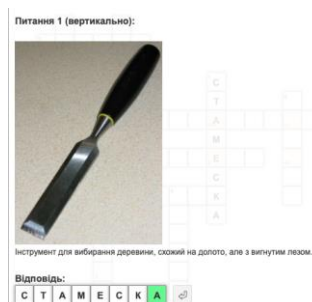 Питання 1 (вертикально):
С
Т
А
М
Е
С
К
А
Інструмент для вибирання деревини, схожий на долото, але з вигнутим лезом.
Відповідь:
С Т А М Е С К А